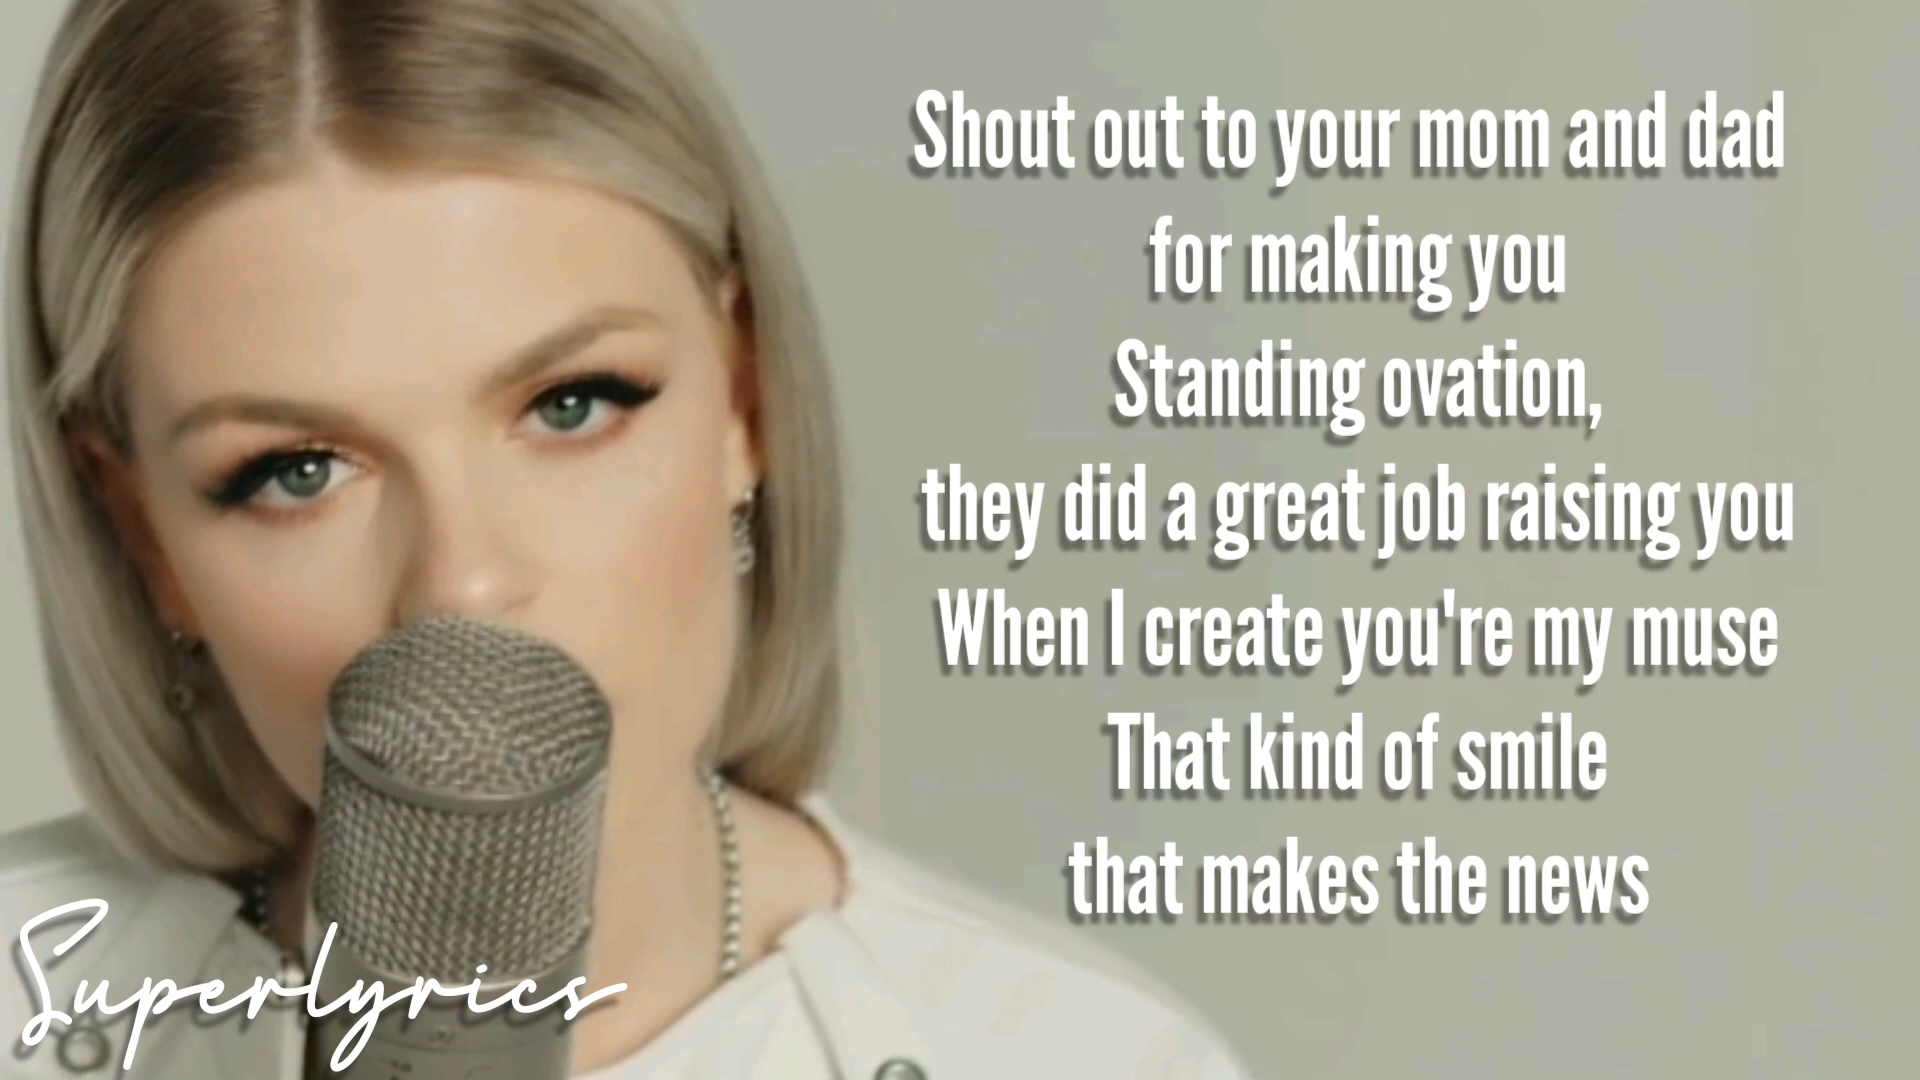 Shout out to your mom and dad
for making you
Standing ovation,
they did a great job raising you
When I create you're my muse
That kind of smile
that makes the news
Superlyrics